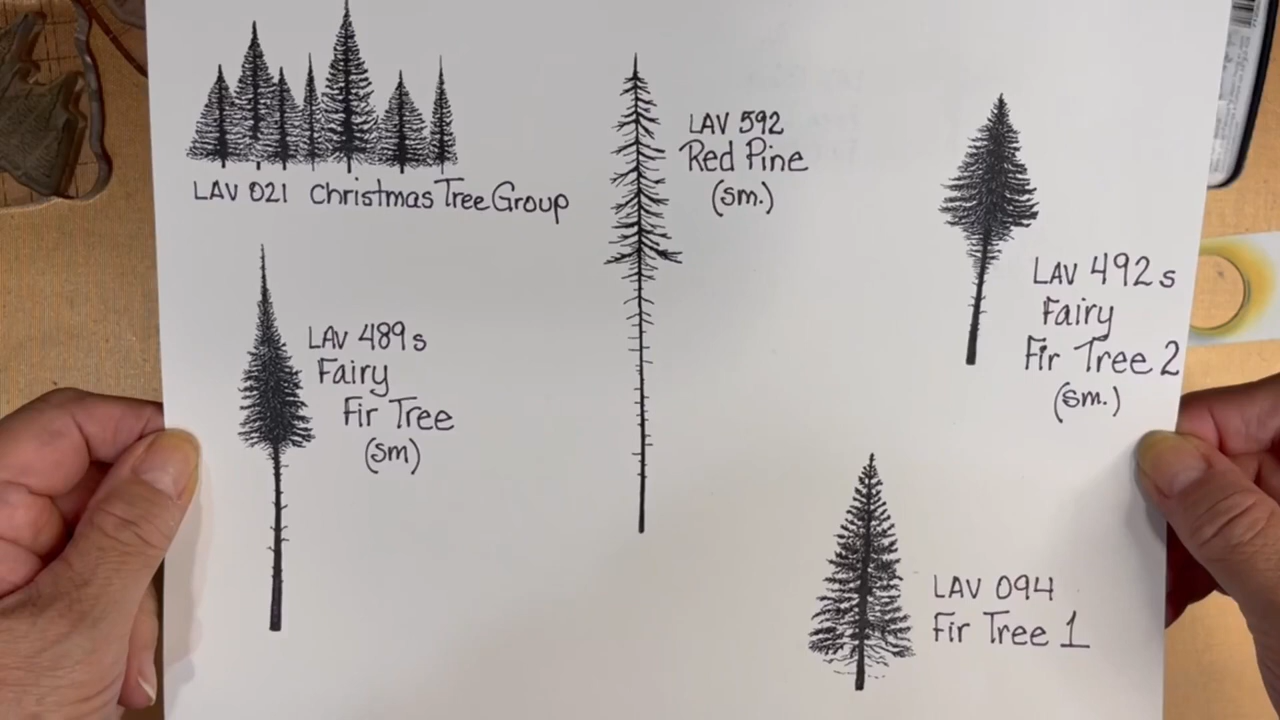 LAV 021 Christmas Tree Group
LAV 592
Red Pine
(sm.)
LAV 492s
Fairy
Fir Tree 2
(sm.)
LAV 489s
Fairy
Fir Tree
(sm)
LAV 094
Fir Tree 1